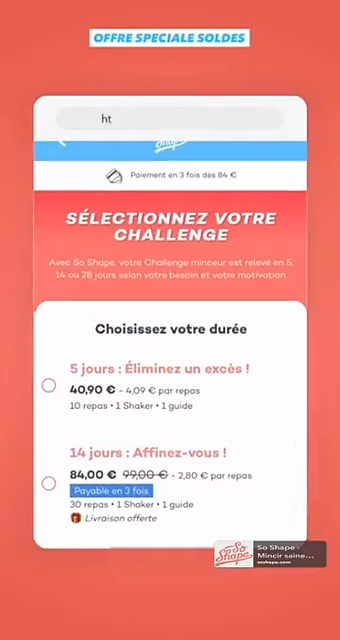 OFFRE SPECIALE SOLDES
ht
Shape
Paiement en 3 fois dès 84 €
SÉLECTIONNEZ VOTRE
CHALLENGE
Avec So Shape, votre Challenge minceur est relevé en 5,
14 ou 28 jours selon votre besoin et votre motivation.
Choisissez votre durée
5 jours : Éliminez un excès !
40,90 € - 4,09 € par repas
10 repas • 1 Shaker • 1 guide
14 jours : Affinez-vous !
84,00 € 99,00 € - 2,80 € par repas
Payable en 3 fois
30 repas • 1 Shaker • 1 guide
Livraison offerte
So Shape
So Shape -
Mincir saine...
soshape.com